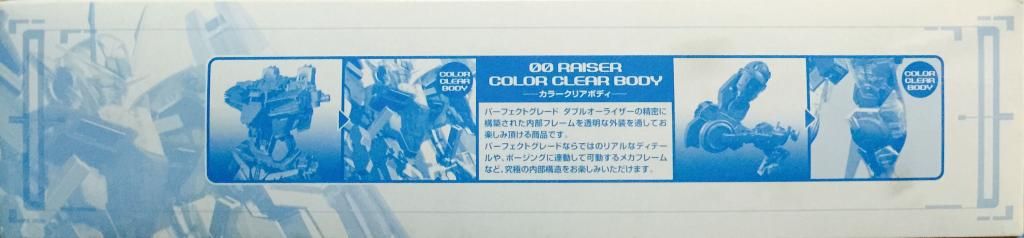 COLOR
CLEAR
BODY
00 RAISER
COLOR CLEAR BODY
カラークリアボディ
パーフェクトグレード ダブルオーライザーの精密に
構築された内部フレームを透明な外装を通してお
楽しみ頂ける商品です。
パーフェクトグレードならではのリアルなディテー
ルや、ポージングに連動して可動するメカフレーム
など、究極の内部構造をお楽しみいただけます。
COLOR
CLEAR
BODY